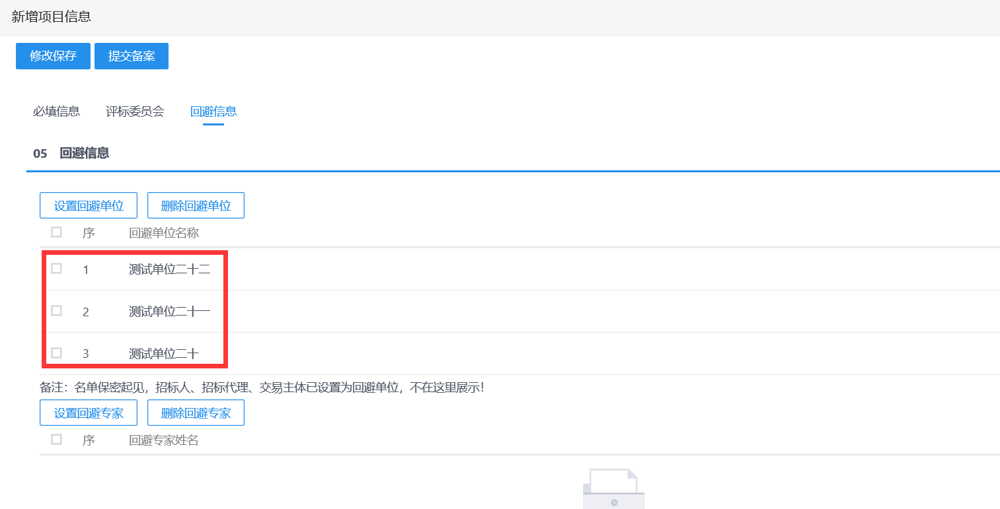 新增项目信息
修改保存 提交备案
必填信息 评标委员会 回避信息
05 回避信息
设置回避单位 删除回避单位
序 回避单位名称
1 测试单位二十二
2 测试单位二十一
3 测试单位二十
备注：名单保密起见，招标人、招标代理、交易主体已设置为回避单位，不在这里展示！
设置回避专家 删除回避专家
序 回避专家姓名